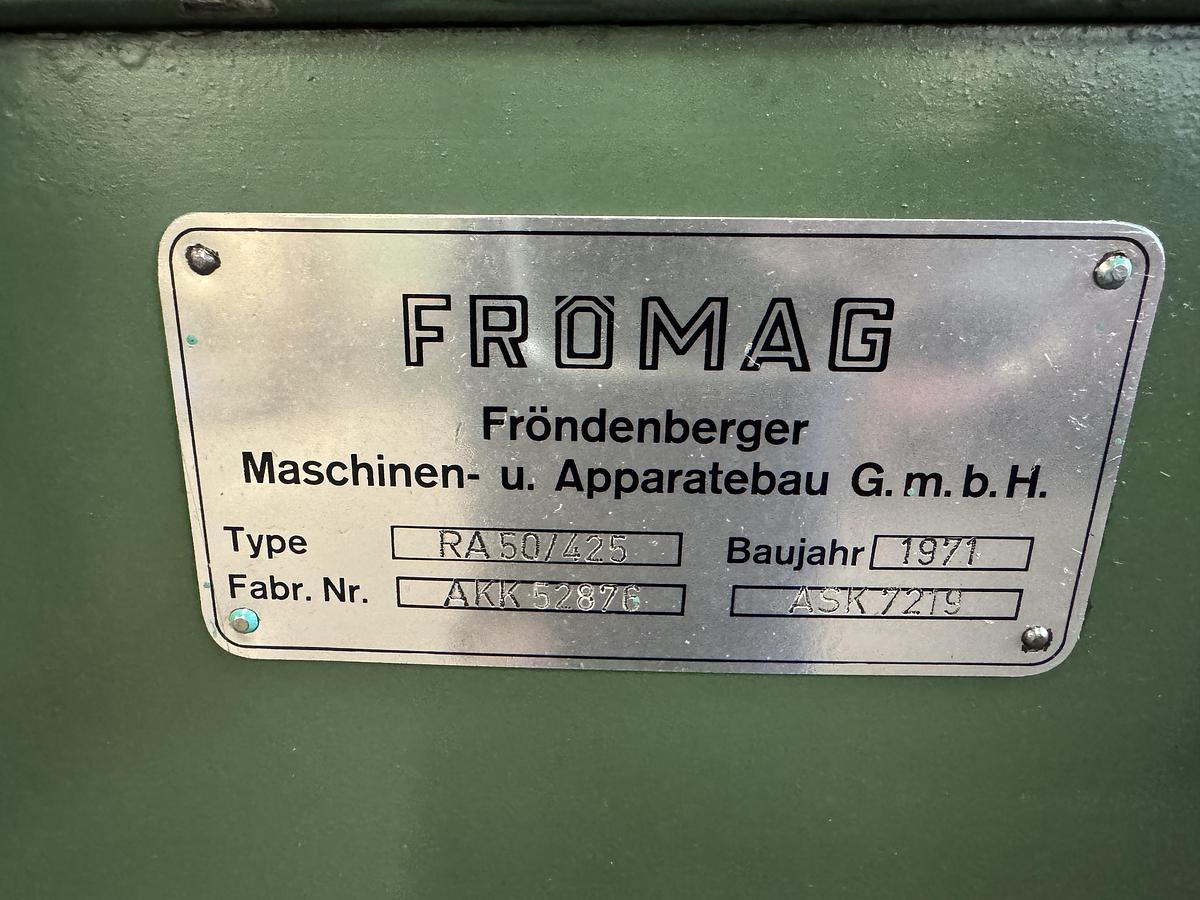 FRÖMAG
Fröndenberger
Maschinen- u. Apparatebau G.m.b.H.
Type RA 50/425 Baujahr 1971
Fabr. Nr. AKK 52876 ASK 7219